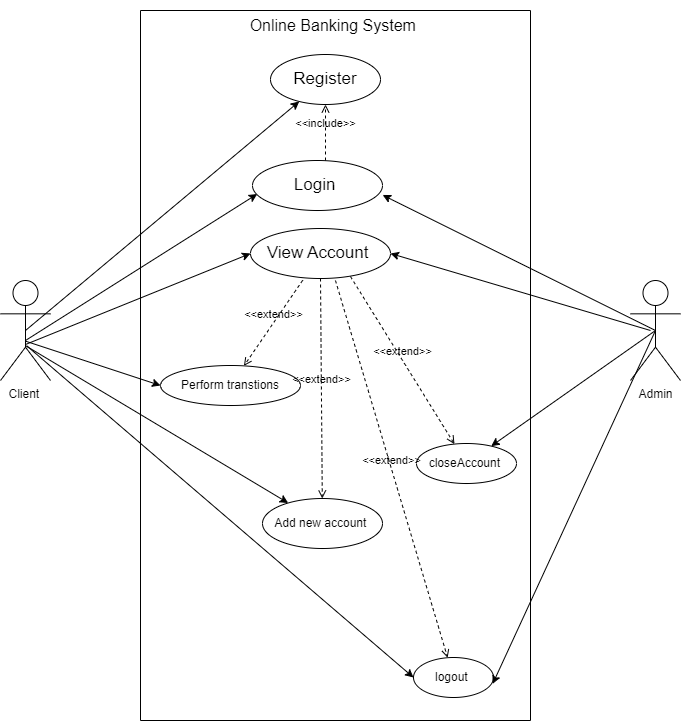 Online Banking System
Register
<<include>>
Login
View Account
<<extend>>
<<extend>>
Perform transtions
<<extend>>
Client
Admin
<<extend>>
closeAccount
Add new account
logout